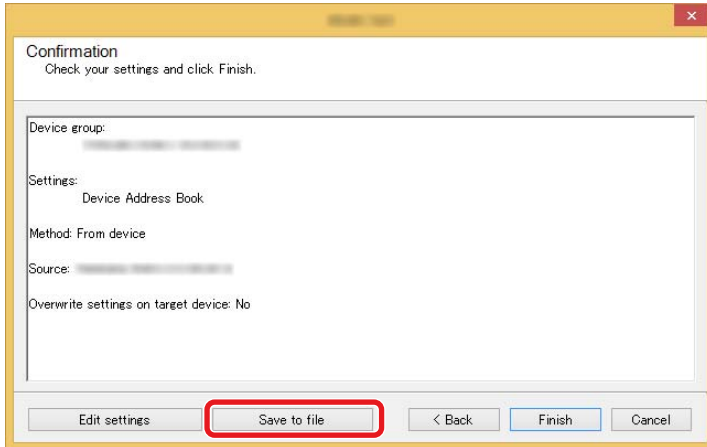 Confirmation
Check your settings and click Finish.
Device group:
Settings:
Device Address Book
Method: From device
Source:
Overwrite settings on target device: No
Edit settings
Save to file
< Back
Finish
Cancel